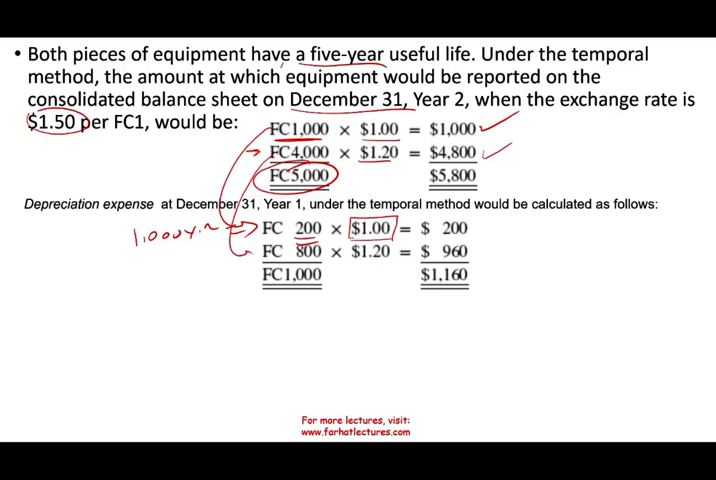 • Both pieces of equipment have a five-year useful life. Under the temporal
method, the amount at which equipment would be reported on the
consolidated balance sheet on December 31, Year 2, when the exchange rate is
$1.50 per FC1, would be:
FC1,000 × $1.00 = $1,000
FC4,000 × $1.20 = $4,800
FC5,000 $5,800
Depreciation expense at December 31, Year 1, under the temporal method would be calculated as follows:
FC 200 × $1.00 = $ 200
FC 800 × $1.20 = $ 960
FC1,000 $1,160
For more lectures, visit:
www.farhatlectures.com